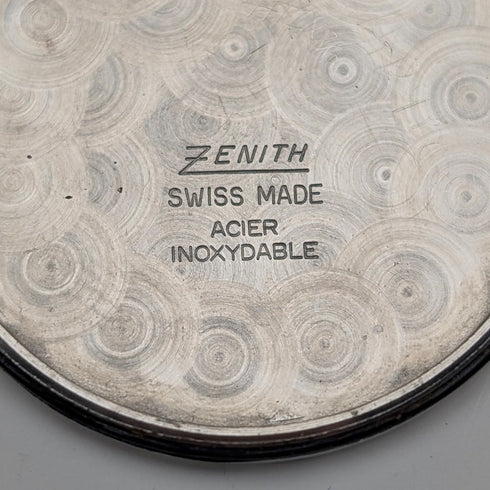 ZENITH
SWISS MADE
ACIER
INOXYDABLE